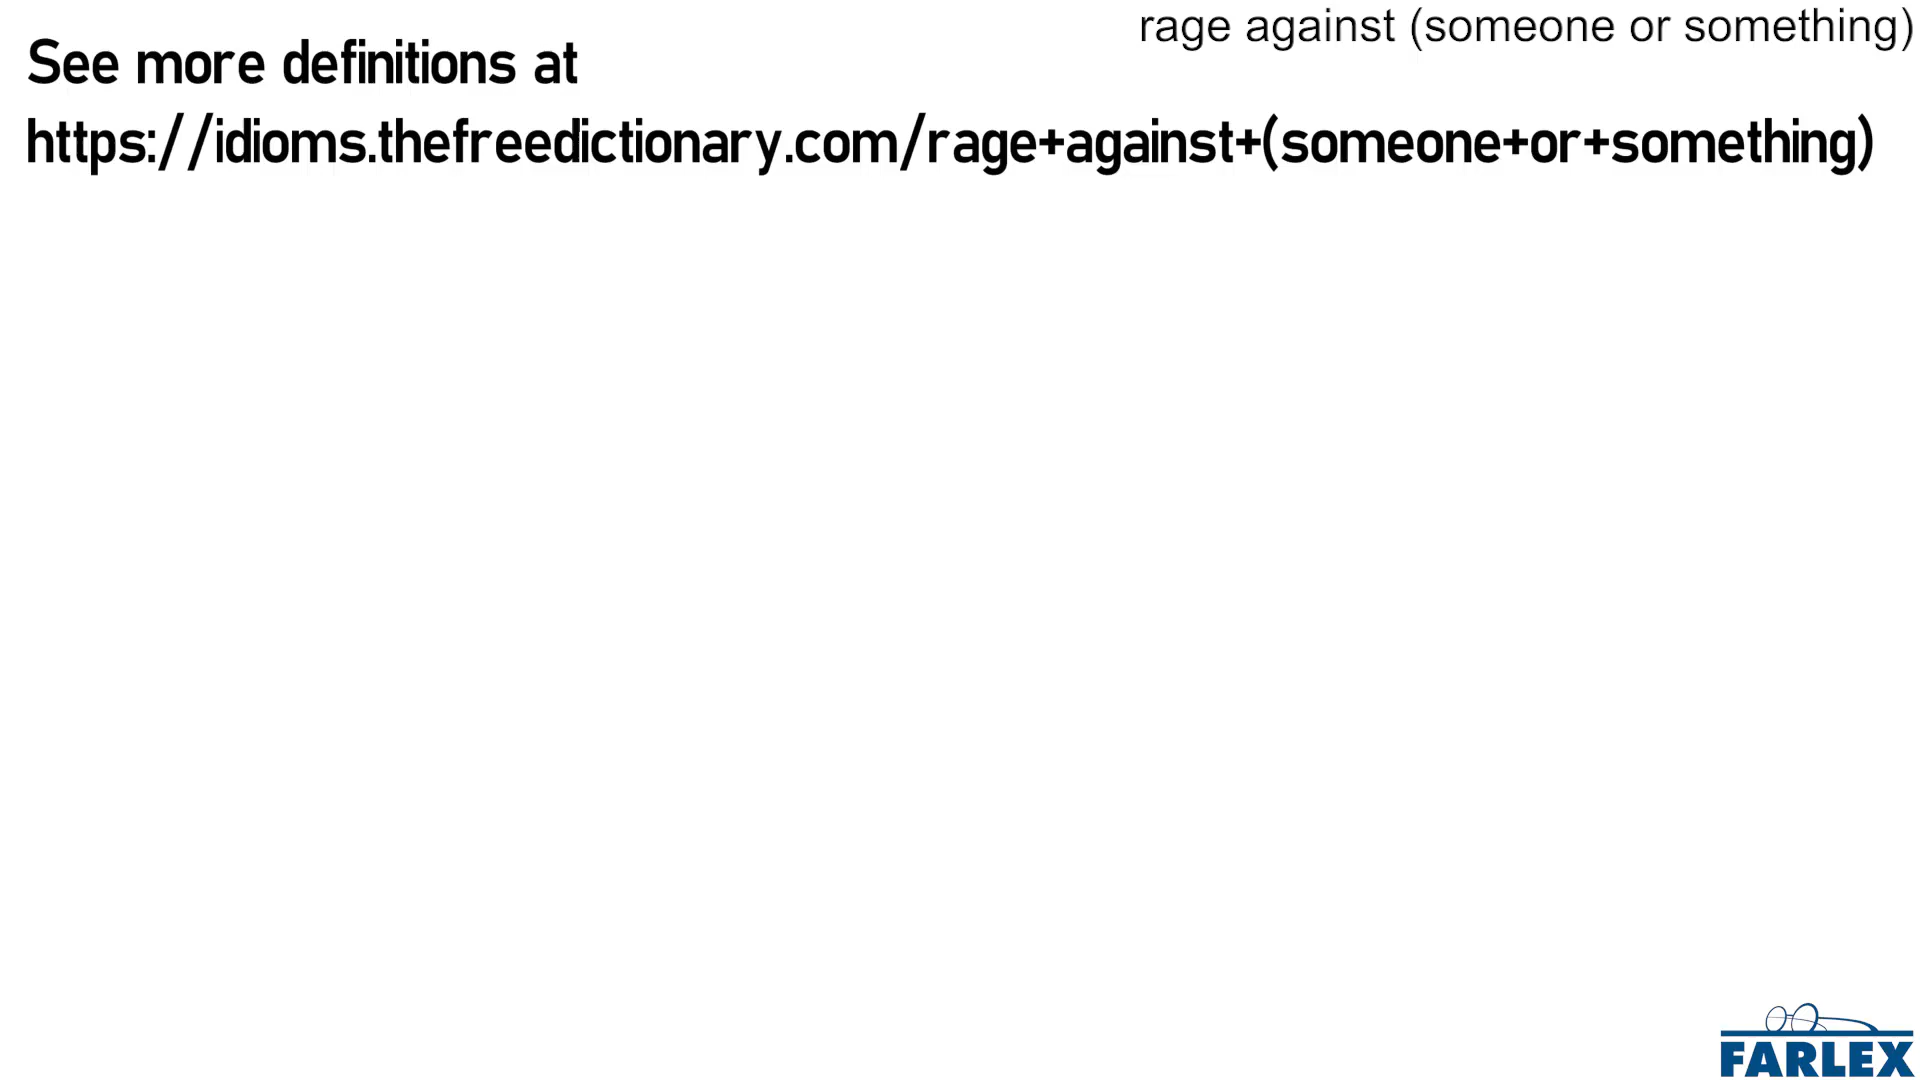 rage against (someone or something)
See more definitions at
https://idioms.thefreedictionary.com/rage+against+(someone+or+something)
FARLEX